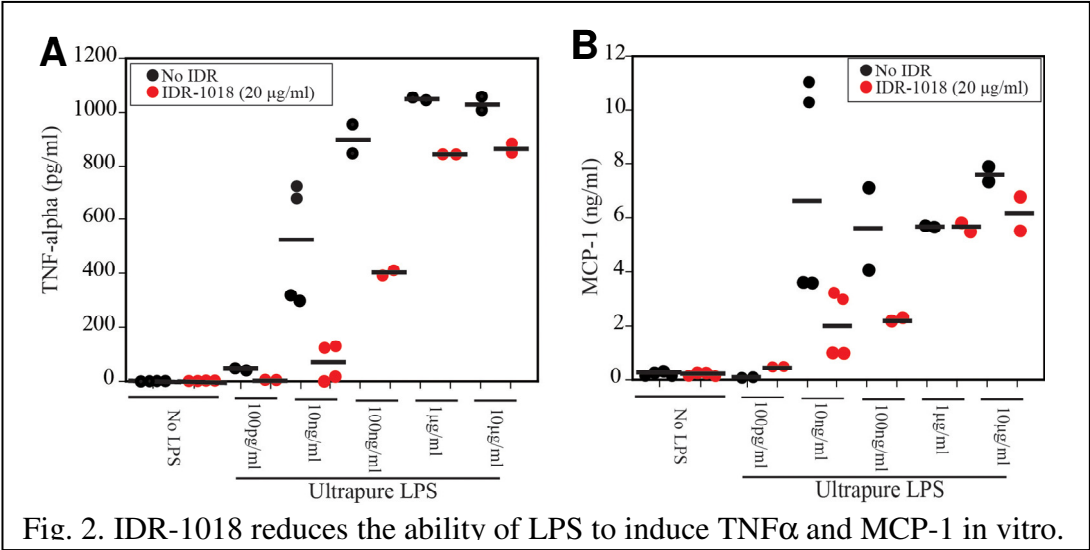 A
1200
1000
800
600
400
200
0
TNF-alpha (pg/ml)
No IDR
IDR-1018 (20 μg/ml)
No LPS
100pg/ml
10ng/ml
100ng/ml
1μg/ml
10μg/ml
Ultrapure LPS
B
12
10
8
6
4
2
0
MCP-1 (ng/ml)
No IDR
IDR-1018 (20 μg/ml)
No LPS
100pg/ml
10ng/ml
100ng/ml
1μg/ml
10μg/ml
Ultrapure LPS
Fig. 2. IDR-1018 reduces the ability of LPS to induce TNFα and MCP-1 in vitro.